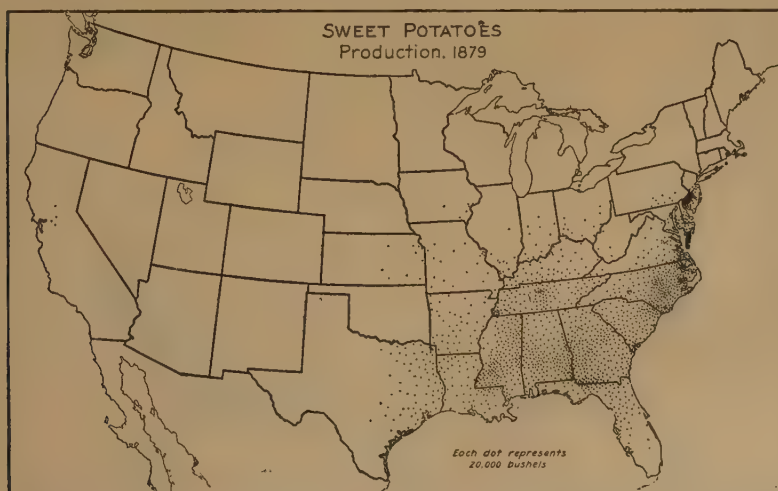 SWEET POTATOES
Production, 1879
Each dot represents
20,000 bushels